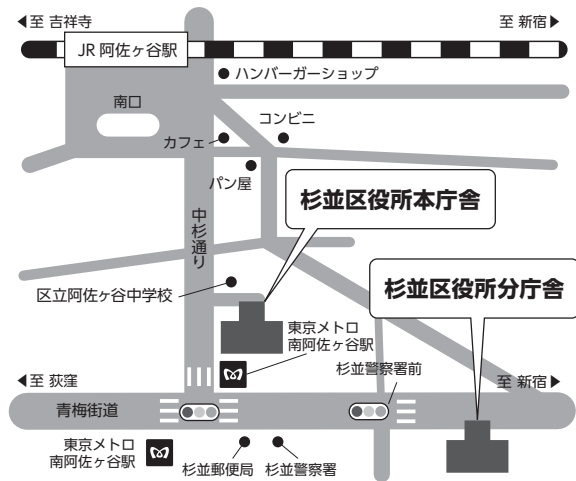 至 吉祥寺
至 新宿
JR 阿佐ヶ谷駅
ハンバーガーショップ
南口
コンビニ
カフェ
パン屋
杉並区役所本庁舎
中杉通り
杉並区役所分庁舎
区立阿佐ヶ谷中学校
東京メトロ
南阿佐ヶ谷駅
杉並警察署前
至 荻窪
至 新宿
青梅街道
東京メトロ
南阿佐ヶ谷駅
杉並郵便局
杉並警察署